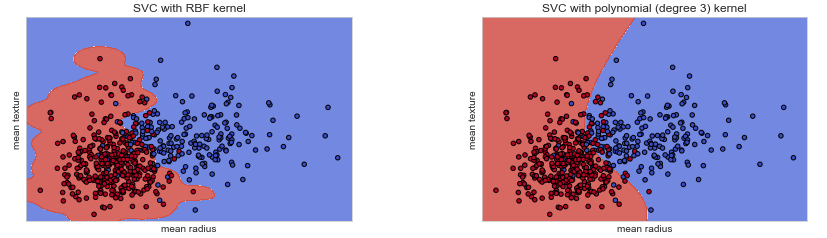 SVC with RBF kernel
mean texture
mean radius
SVC with polynomial (degree 3) kernel
mean texture
mean radius